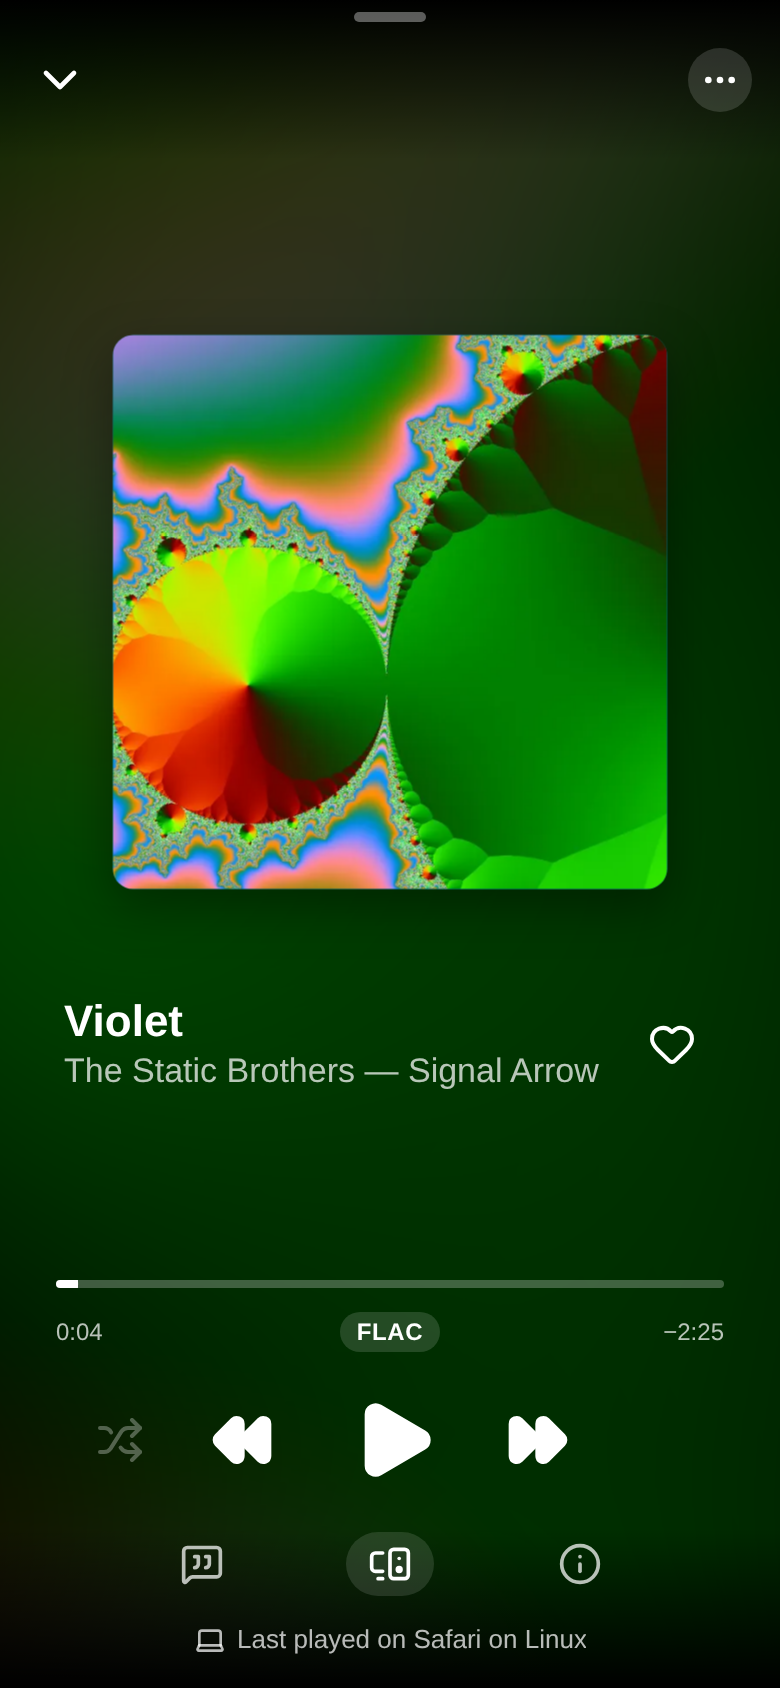 Violet
The Static Brothers — Signal Arrow
0:04
FLAC
−2:25
Last played on Safari on Linux